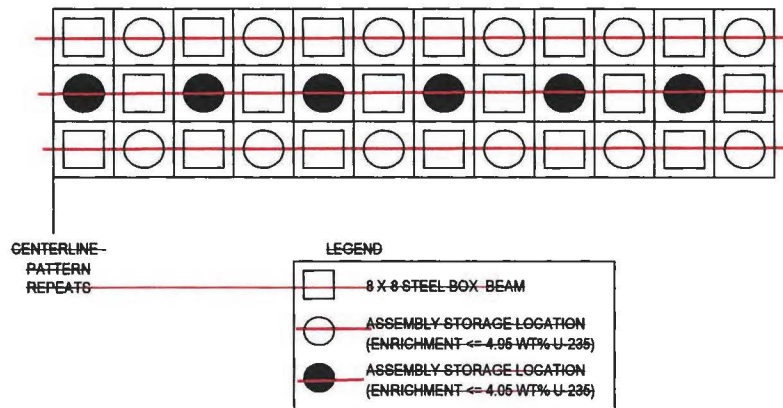 CENTERLINE -
PATTERN
REPEATS
LEGEND
8 X 8 STEEL BOX BEAM
ASSEMBLY STORAGE LOCATION
(ENRICHMENT <= 4.95 WT% U-235)
ASSEMBLY STORAGE LOCATION
(ENRICHMENT <= 4.05 WT% U-235)